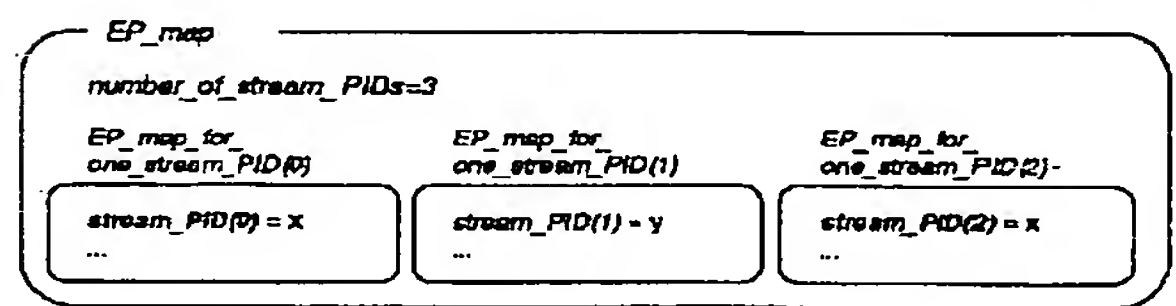 EP_map
number_of_stream_PIDs=3
EP_map_for_
one_stream_PID(0)
EP_map_for_
one_stream_PID(1)
EP_map_for_
one_stream_PID(2)-
stream_PID(0) = x
...
stream_PID(1) = y
...
stream_PID(2) = x
...